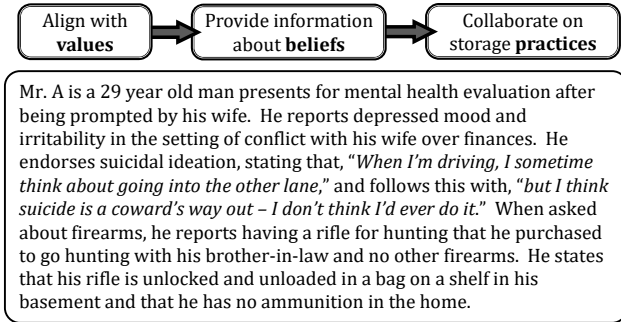 Align with
values
Provide information
about beliefs
Collaborate on
storage practices
Mr. A is a 29 year old man presents for mental health evaluation after
being prompted by his wife.  He reports depressed mood and
irritability in the setting of conflict with his wife over finances.  He
endorses suicidal ideation, stating that, “When I’m driving, I sometime
think about going into the other lane,” and follows this with, “but I think
suicide is a coward’s way out – I don’t think I’d ever do it.”  When asked
about firearms, he reports having a rifle for hunting that he purchased
to go hunting with his brother-in-law and no other firearms.  He states
that his rifle is unlocked and unloaded in a bag on a shelf in his
basement and that he has no ammunition in the home.